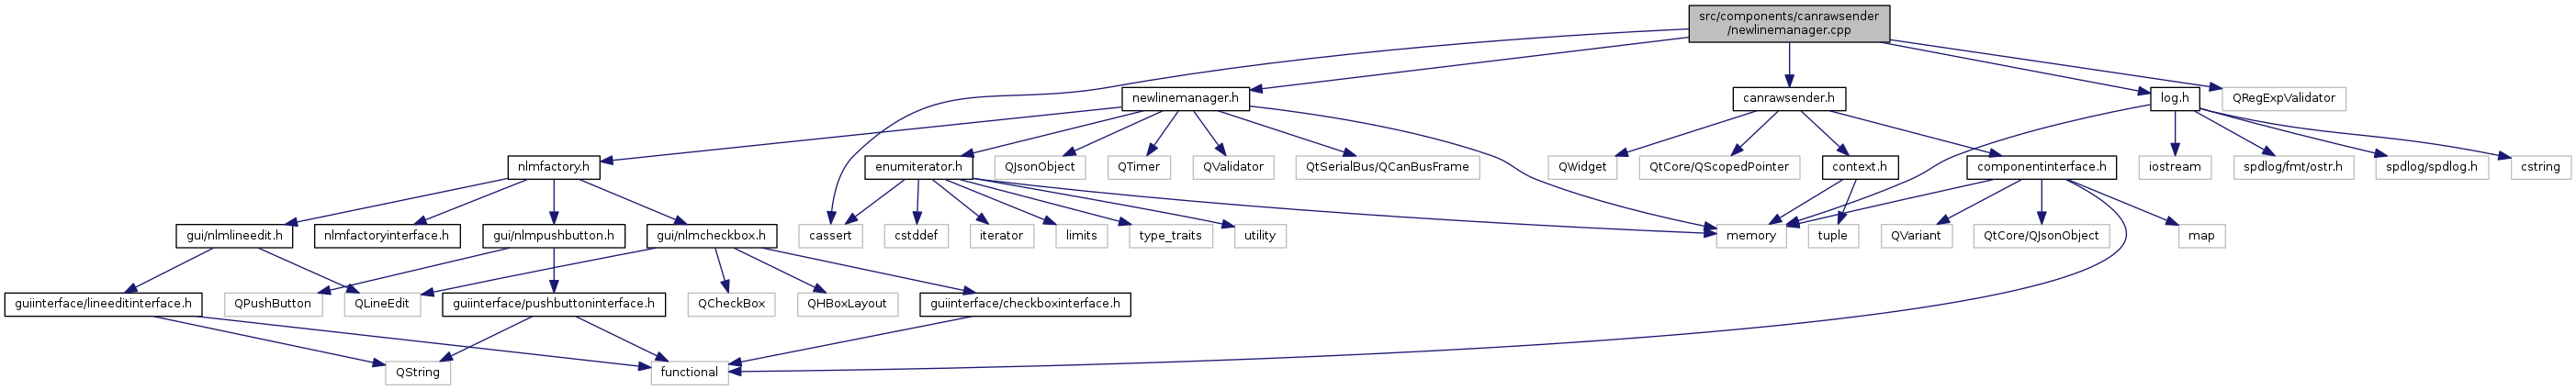 src/components/canrawsender
/newlinemanager.cpp
newlinemanager.h
canrawsender.h
log.h
QRegExpValidator
nlmfactory.h
enumiterator.h
QJsonObject
QTimer
QValidator
QtSerialBus/QCanBusFrame
QWidget
QtCore/QScopedPointer
context.h
componentinterface.h
iostream
spdlog/fmt/ostr.h
spdlog/spdlog.h
cstring
gui/nlmlineedit.h
nlmfactoryinterface.h
gui/nlmpushbutton.h
gui/nlmcheckbox.h
cassert
cstddef
iterator
limits
type_traits
utility
memory
tuple
QVariant
QtCore/QJsonObject
map
guiinterface/lineeditinterface.h
QPushButton
QLineEdit
guiinterface/pushbuttoninterface.h
QCheckBox
QHBoxLayout
guiinterface/checkboxinterface.h
QString
functional